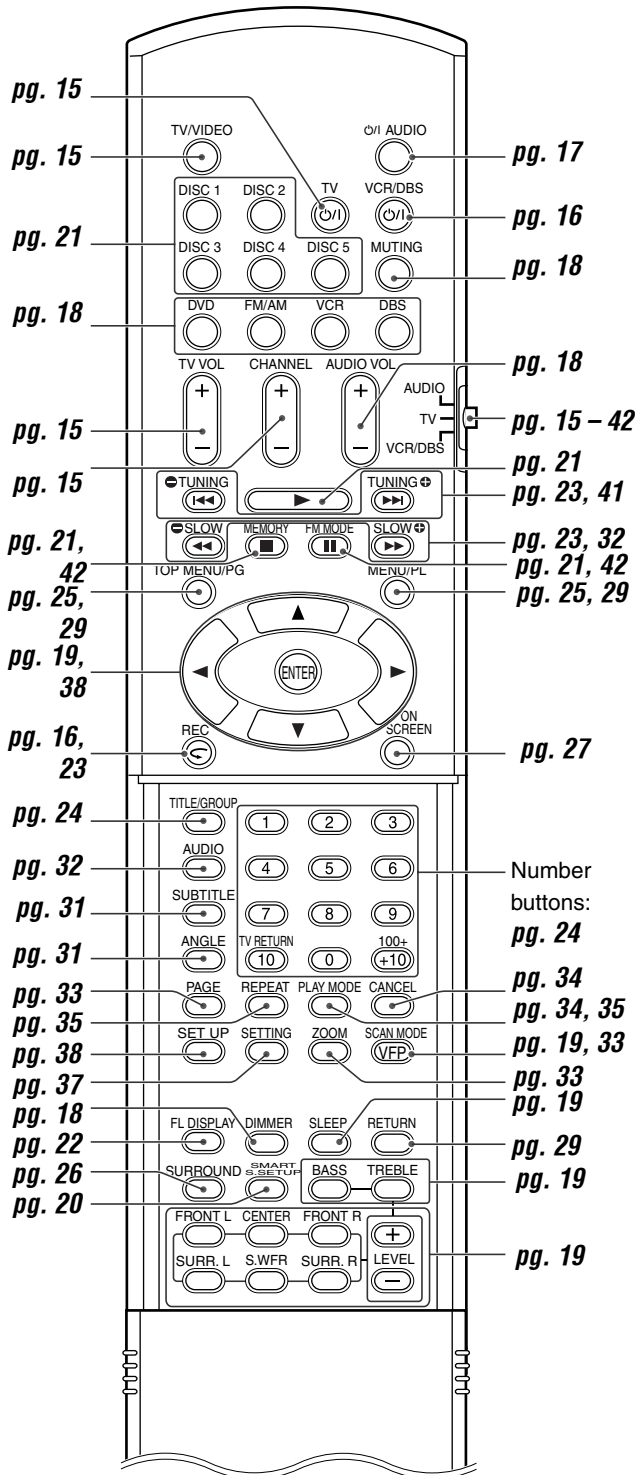 pg. 15
TV/VIDEO
⏻/I AUDIO
pg. 15
pg. 17
DISC 1 DISC 2 TV VCR/DBS
⏻/I ⏻/I
pg. 16
pg. 21
DISC 3 DISC 4 DISC 5 MUTING
pg. 18
DVD FM/AM VCR DBS
pg. 18
TV VOL CHANNEL AUDIO VOL
pg. 18
+ + +
AUDIO
TV
VCR/DBS
pg. 15 – 42
pg. 15
– – –
pg. 15
pg. 21
TUNING TUNING
pg. 23, 41
SLOW MEMORY FM MODE SLOW
pg. 23, 32
pg. 21,
42
pg. 21, 42
TOP MENU/PG MENU/PL
pg. 25,
29
pg. 25, 29
pg. 19,
38
ENTER
REC
ON
SCREEN
pg. 16,
23
pg. 27
TITLE/GROUP
pg. 24
1 2 3
AUDIO
pg. 32
4 5 6
Number
buttons:
pg. 24
SUBTITLE
pg. 31
7 8 9
ANGLE TV RETURN 100+
pg. 31
10 0 +10
pg. 34
PAGE REPEAT PLAY MODE CANCEL
pg. 33
pg. 34, 35
pg. 35
SET UP SETTING ZOOM SCAN MODE
VFP
pg. 38
pg. 19, 33
pg. 37
pg. 33
pg. 18
pg. 19
FL DISPLAY DIMMER SLEEP RETURN
pg. 22
pg. 29
pg. 26
SURROUND SMART
S.SETUP
BASS TREBLE
pg. 19
pg. 20
FRONT L CENTER FRONT R
+
pg. 19
SURR. L S.WFR SURR. R LEVEL
–